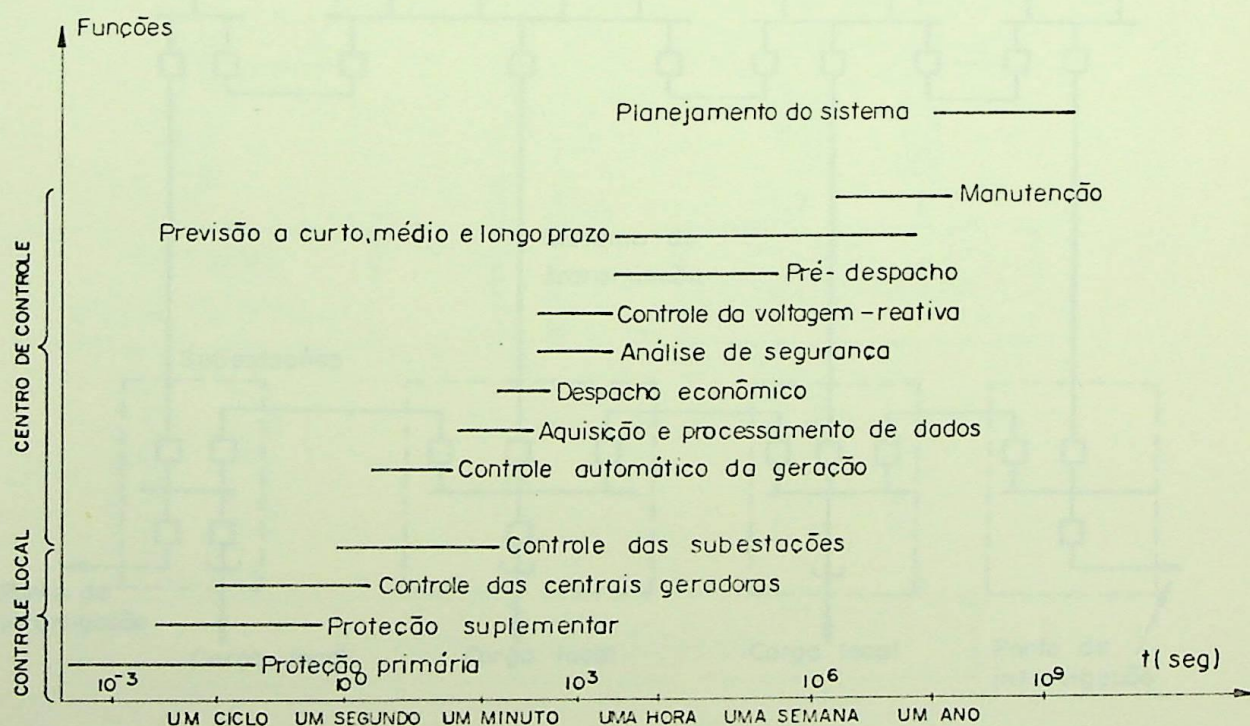 Funções
Planejamento do sistema
Manutenção
Previsão a curto, médio e longo prazo
Pré-despacho
Controle da voltagem-reativa
Análise de segurança
Despacho econômico
Aquisição e processamento de dados
Controle automático da geração
Controle das subestações
Controle das centrais geradoras
Proteção suplementar
Proteção primária
CENTRO DE CONTROLE
CONTROLE LOCAL
10⁻³ 10⁰ 10³ 10⁶ 10⁹ t(seg)
UM CICLO UM SEGUNDO UM MINUTO UMA HORA UMA SEMANA UM ANO